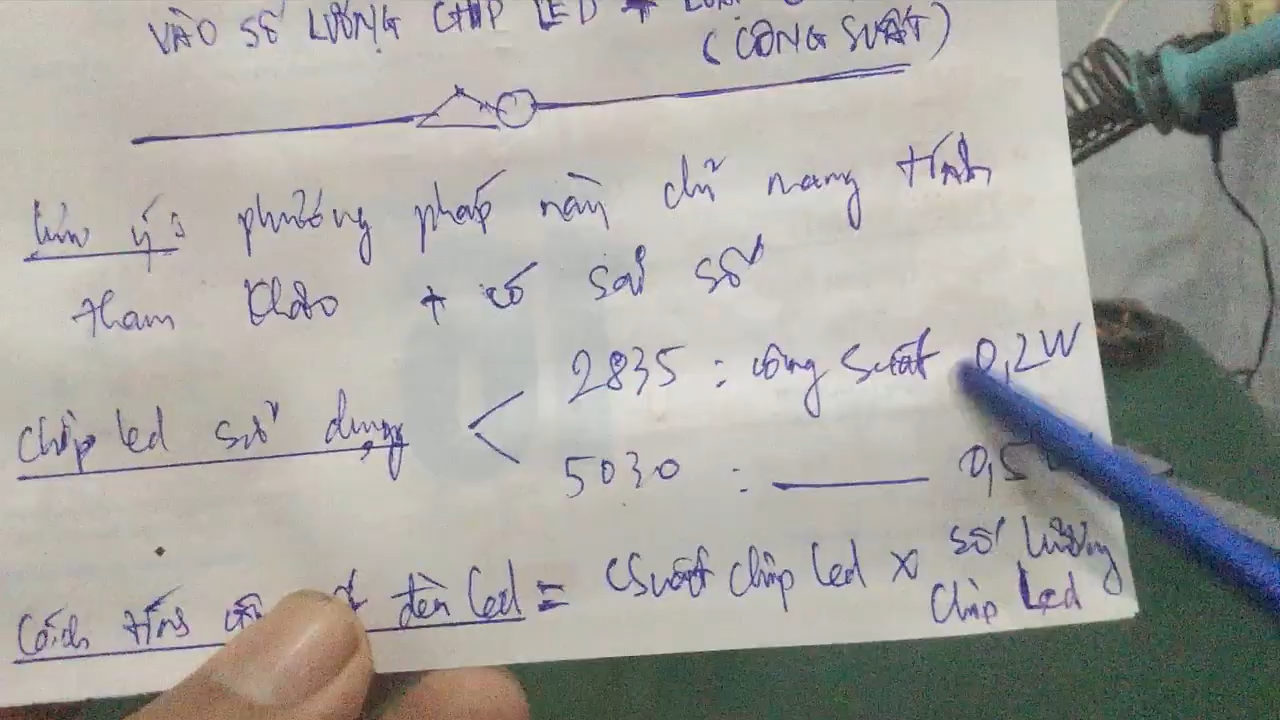 VÀO SỐ LƯỢNG CHIP LED +
(CÔNG SUẤT)
Lưu ý: phương pháp này chỉ mang tính
tham khảo + có sai số
chip led sử dụng < 2835 : công suất 0,2W
5030 : ——— 0,5
Cách tính đèn led = Csuất chip led x số lượng
chip Led